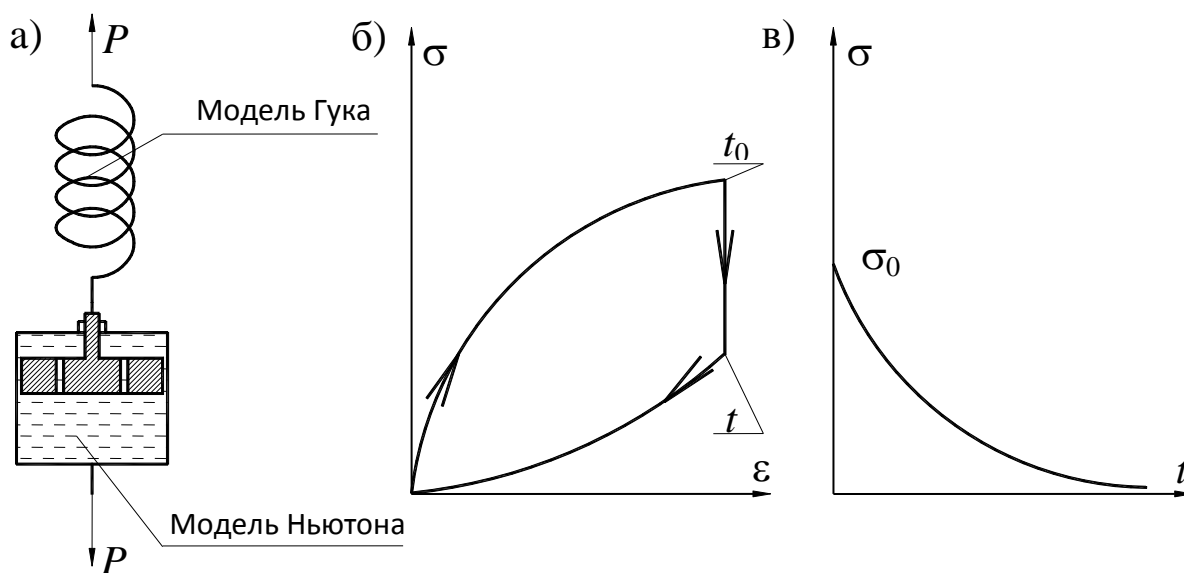 а)
P
Модель Гука
Модель Ньютона
P
б)
σ
t₀
t
ε
в)
σ
σ₀
t